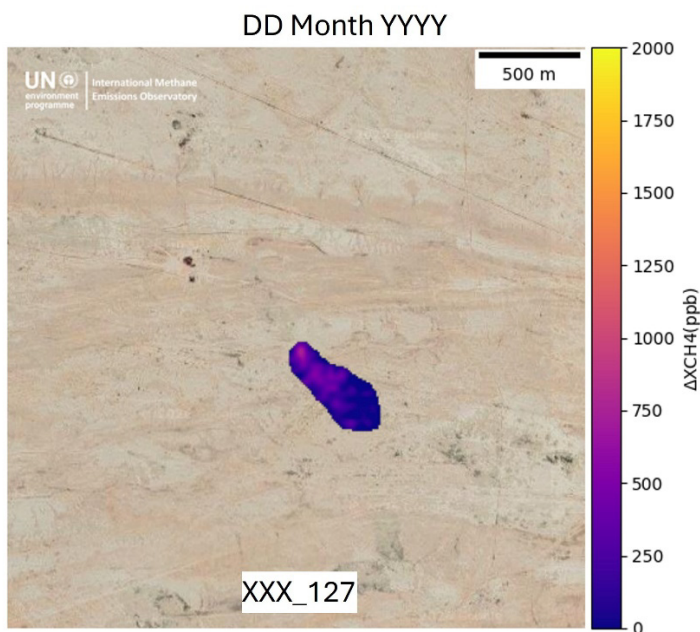 DD Month YYYY
UN
environment
programme
International Methane
Emissions Observatory
500 m
2000
1750
1500
1250
1000
750
500
250
0
ΔXCH4(ppb)
XXX_127